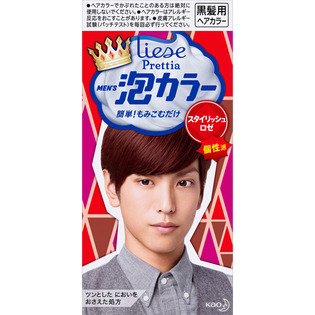 • ヘアカラーでかぶれたことのある方は絶対に
使用しないでください。• ヘアカラーはアレルギー
反応をおこすことがあります。• 皮膚アレルギー
試験（パッチテスト）を毎回必ず行ってください。
黒髪用
ヘアカラー
Liese
Prettia
MEN'S
泡カラー
簡単！もみこむだけ
スタイリッシュ
ロゼ
個性派
ツンとした においを
おさえた処方
KAO